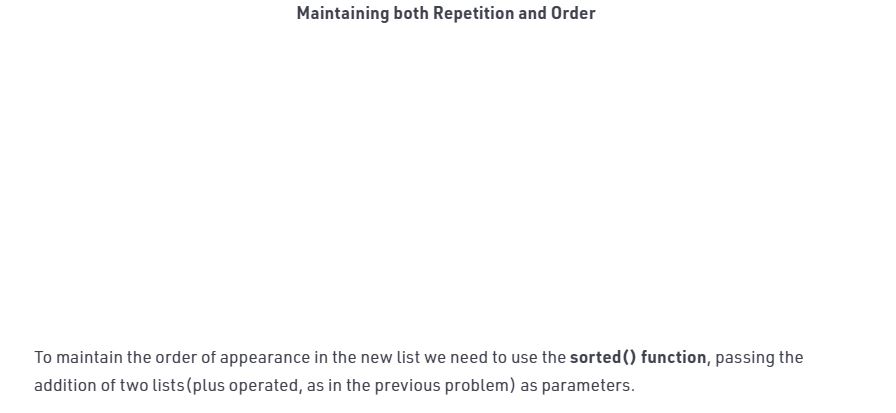 Maintaining both Repetition and Order
To maintain the order of appearance in the new list we need to use the sorted() function, passing the
addition of two lists(plus operated, as in the previous problem) as parameters.